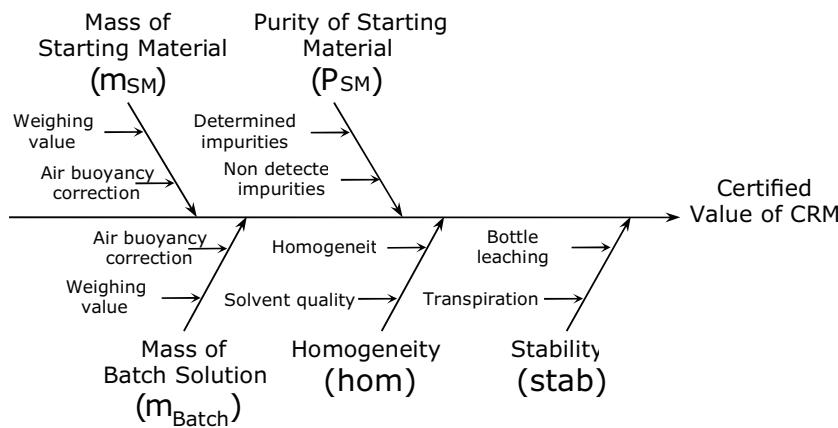 Mass of
Starting Material
(mSM)
Purity of Starting
Material
(PSM)
Weighing
value
Air buoyancy
correction
Determined
impurities
Non detecte
impurities
Certified
Value of CRM
Air buoyancy
correction
Weighing
value
Homogeneit
Solvent quality
Bottle
leaching
Transpiration
Mass of
Batch Solution
(mBatch)
Homogeneity
(hom)
Stability
(stab)